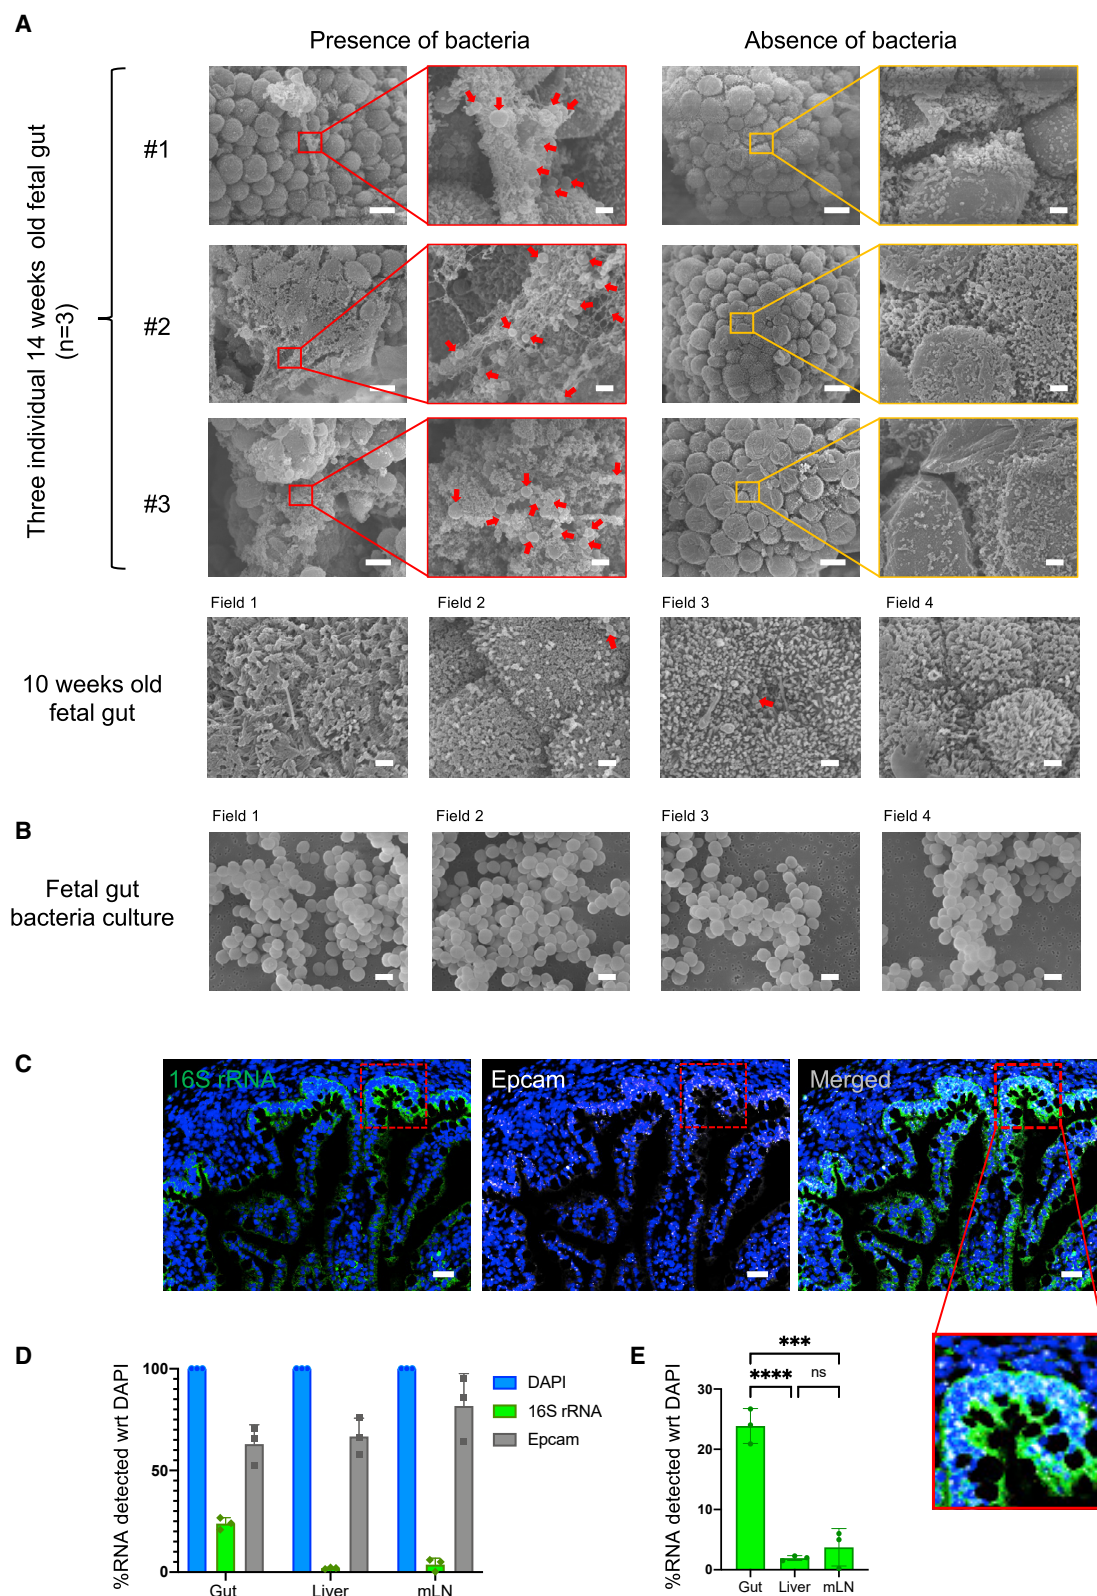 A
Presence of bacteria
Absence of bacteria
Three individual 14 weeks old fetal gut
(n=3)
#1
#2
#3
Field 1
Field 2
Field 3
Field 4
10 weeks old
fetal gut
B
Field 1
Field 2
Field 3
Field 4
Fetal gut
bacteria culture
C
16S rRNA
Epcam
Merged
D
%RNA detected wrt DAPI
100
50
0
Gut
Liver
mLN
DAPI
16S rRNA
Epcam
E
%RNA detected wrt DAPI
***
****
ns
30
20
10
0
Gut
Liver
mLN